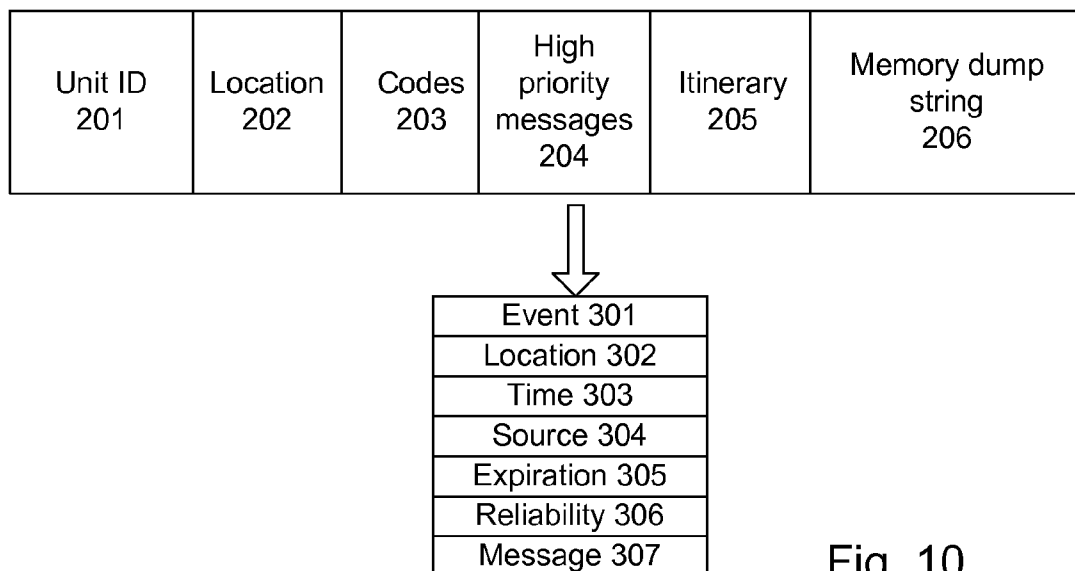 Unit ID
201
Location
202
Codes
203
High
priority
messages
204
Itinerary
205
Memory dump
string
206
Event 301
Location 302
Time 303
Source 304
Expiration 305
Reliability 306
Message 307
Fig. 10